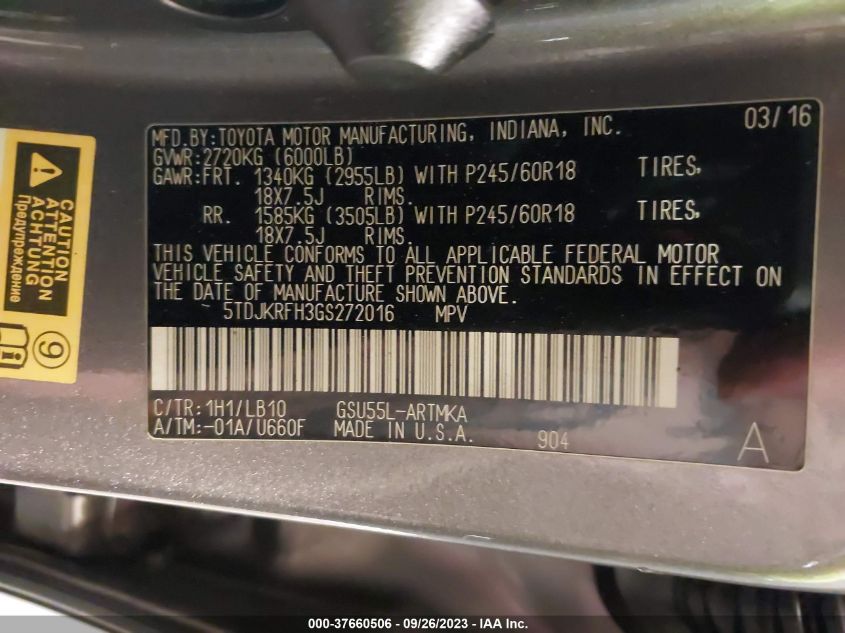 MFD.BY:TOYOTA MOTOR MANUFACTURING, INDIANA, INC. 03/16
GVWR:2720KG (6000LB)
GAWR:FRT. 1340KG (2955LB) WITH P245/60R18 TIRES,
18X7.5J RIMS.
RR. 1585KG (3505LB) WITH P245/60R18 TIRES,
18X7.5J RIMS.
THIS VEHICLE CONFORMS TO ALL APPLICABLE FEDERAL MOTOR
VEHICLE SAFETY AND THEFT PREVENTION STANDARDS IN EFFECT ON
THE DATE OF MANUFACTURE SHOWN ABOVE.
5TDJKRFH3GS272016 MPV
C/TR:1H1/LB10 GSU55L-ARTMKA
A/TM:-01A/U660F MADE IN U.S.A. 904 A
CAUTION
ATTENTION
ACHTUNG
Предупреждение
9
000-37660506 - 09/26/2023 - IAA Inc.